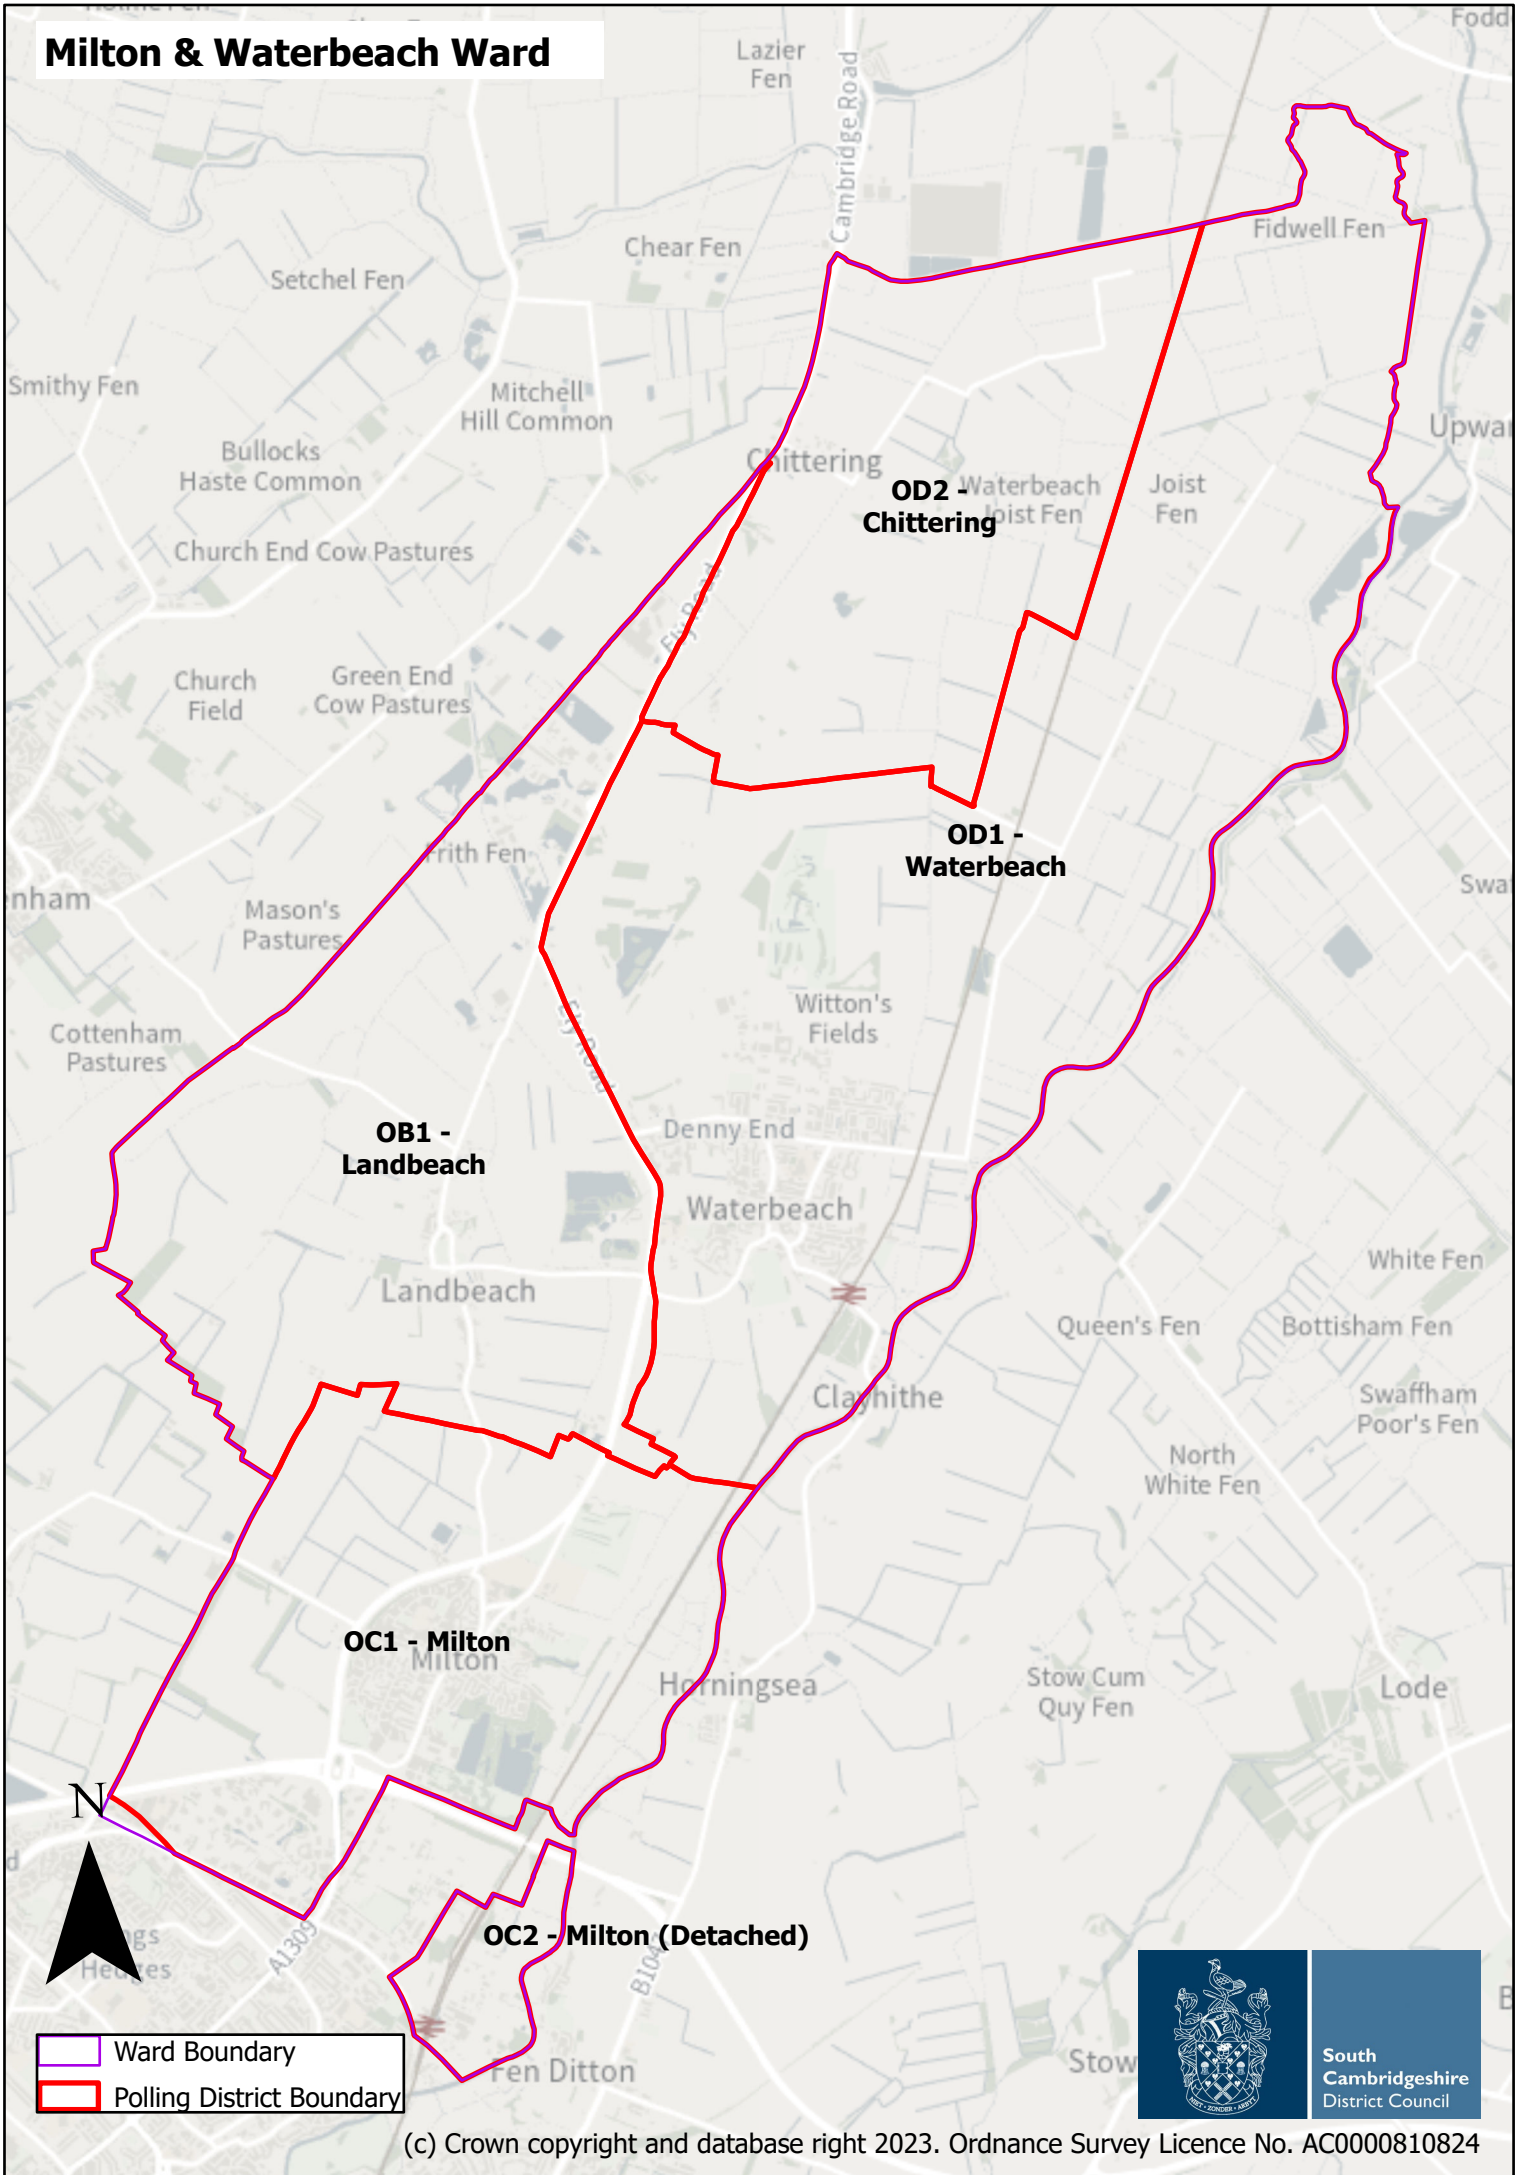 Milton & Waterbeach Ward
Lazier
Fen
Cambridge Road
Chear Fen
Fidwell Fen
Setchel Fen
Smithy Fen
Mitchell
Hill Common
Bullocks
Haste Common
Chittering
OD2 -
Chittering
Waterbeach
Joist Fen
Joist
Fen
Church End Cow Pastures
Ely Road
Church
Field
Green End
Cow Pastures
OD1 -
Waterbeach
Frith Fen
nham
Mason's
Pastures
Witton's
Fields
Cottenham
Pastures
Ely Road
OB1 -
Landbeach
Denny End
Waterbeach
White Fen
Landbeach
Queen's Fen
Bottisham Fen
Clayhithe
Swaffham
Poor's Fen
North
White Fen
OC1 - Milton
Milton
Horningsea
Stow Cum
Quy Fen
Lode
N
OC2 - Milton (Detached)
A1309
Hedges
Fen Ditton
Stow
Ward Boundary
Polling District Boundary
South
Cambridgeshire
District Council
(c) Crown copyright and database right 2023. Ordnance Survey Licence No. AC0000810824